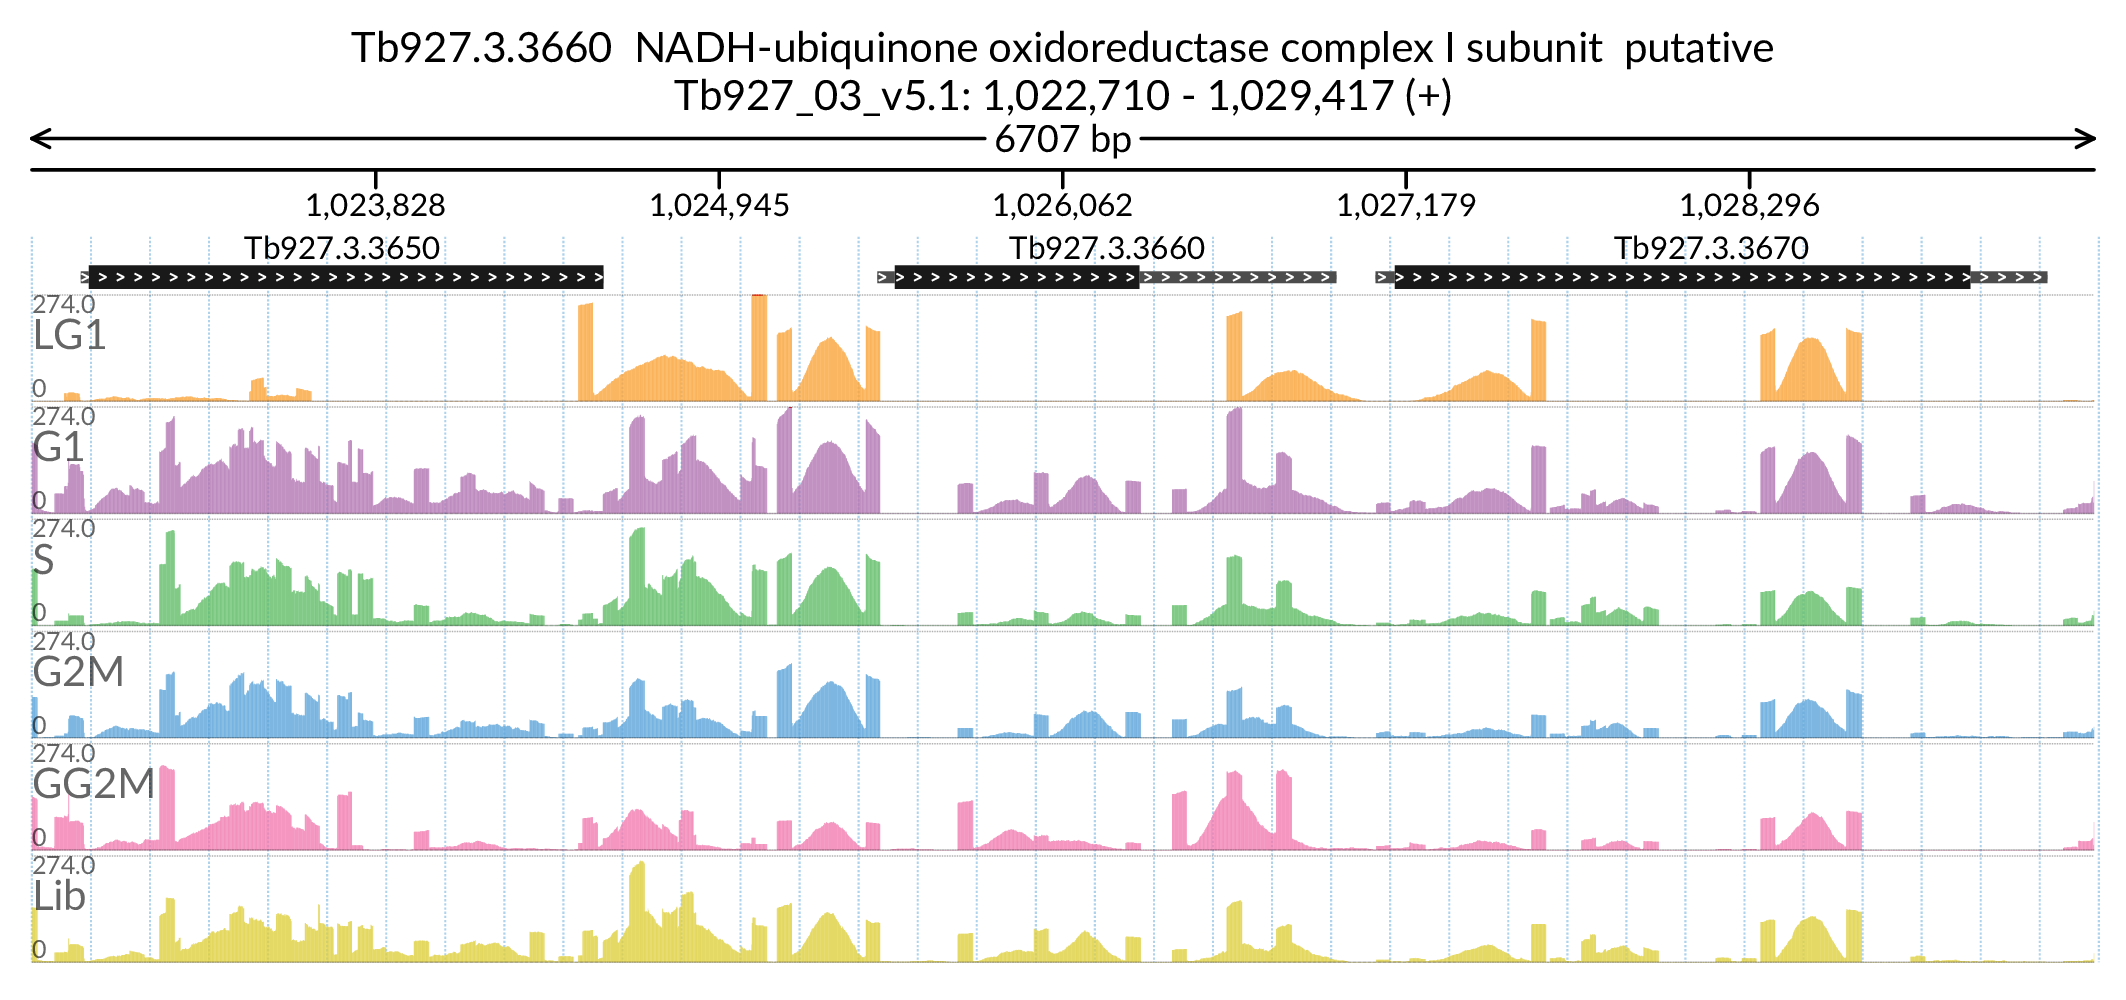 Tb927.3.3660  NADH-ubiquinone oxidoreductase complex I subunit  putative
Tb927_03_v5.1: 1,022,710 - 1,029,417 (+)
6707 bp
1,023,828 1,024,945 1,026,062 1,027,179 1,028,296
Tb927.3.3650 Tb927.3.3660 Tb927.3.3670
274.0
LG1
0
274.0
G1
0
274.0
S
0
274.0
G2M
0
274.0
GG2M
0
274.0
Lib
0